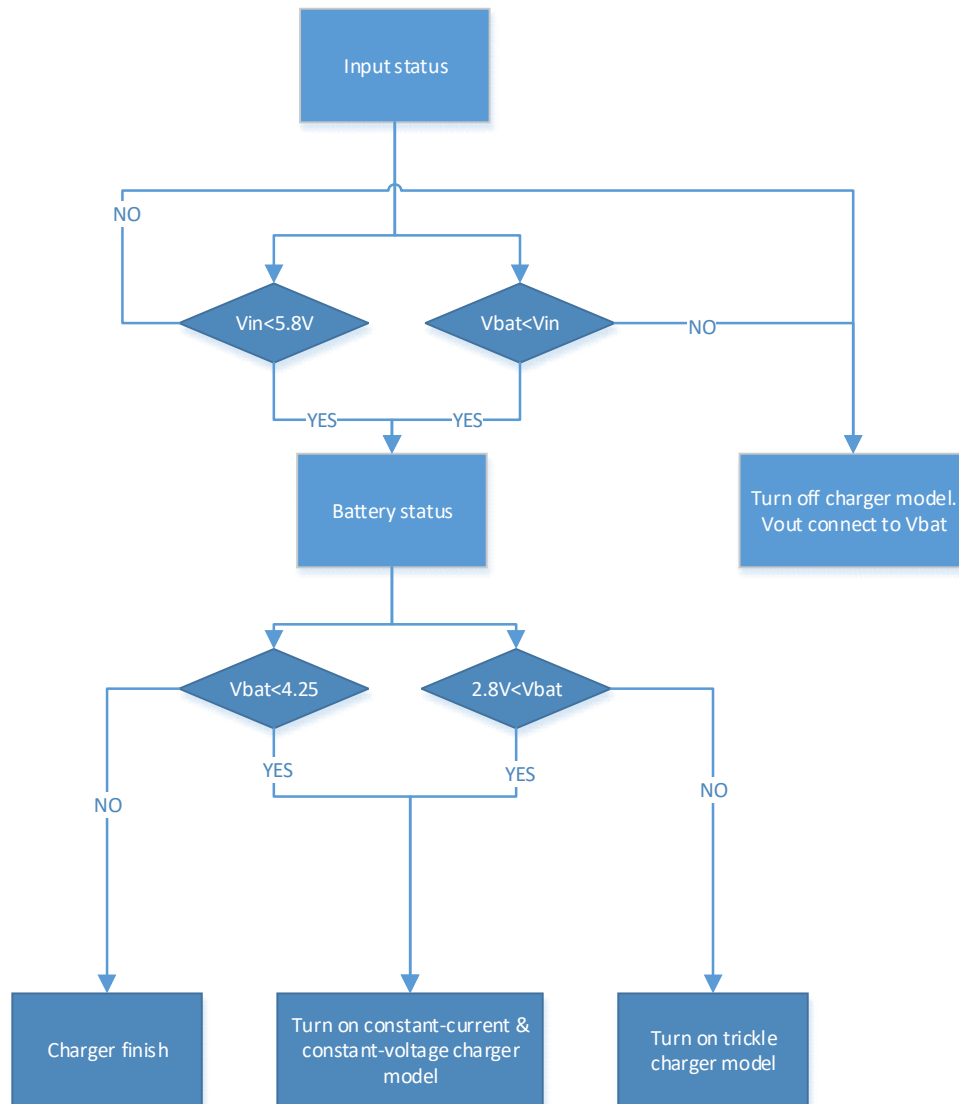 Input status
NO
Vin<5.8V
Vbat<Vin
NO
YES
YES
Battery status
Turn off charger model.
Vout connect to Vbat
Vbat<4.25
2.8V<Vbat
YES
YES
NO
NO
Charger finish
Turn on constant-current &
constant-voltage charger
model
Turn on trickle
charger model